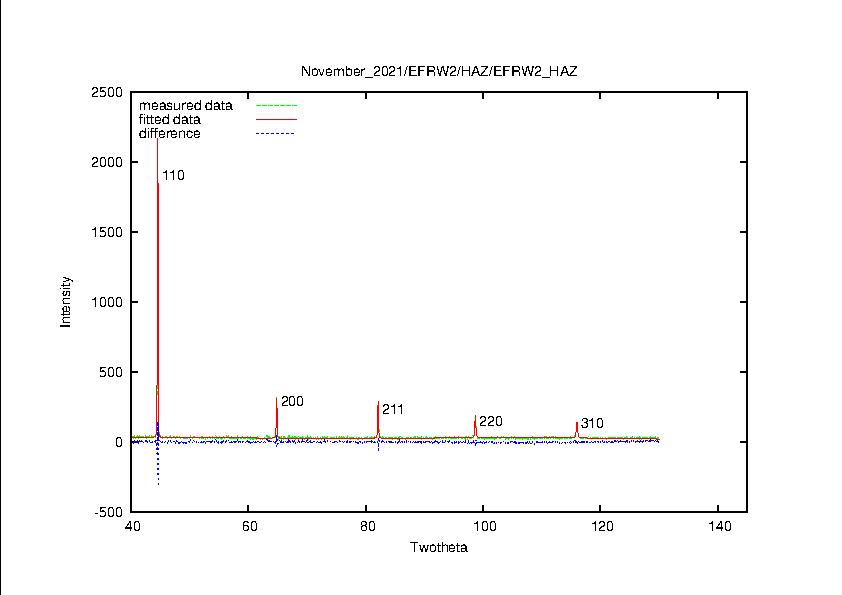 November_2021/EFRW2/HAZ/EFRW2_HAZ
2500
measured data
fitted data
difference
2000
110
1500
Intensity
1000
500
200
211
220
310
0
-500
40 60 80 100 120 140
Twotheta